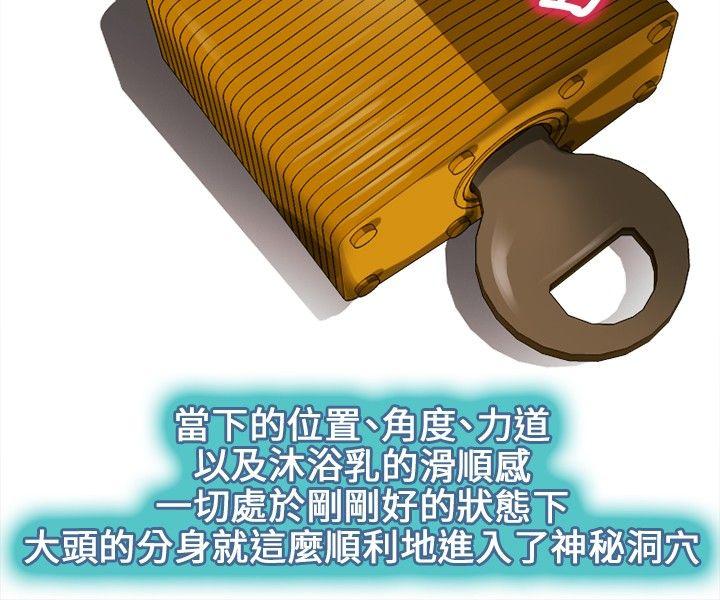 當下的位置、角度、力道
以及沐浴乳的滑順感
一切處於剛剛好的狀態下
大頭的分身就這麼順利地進入了神秘洞穴